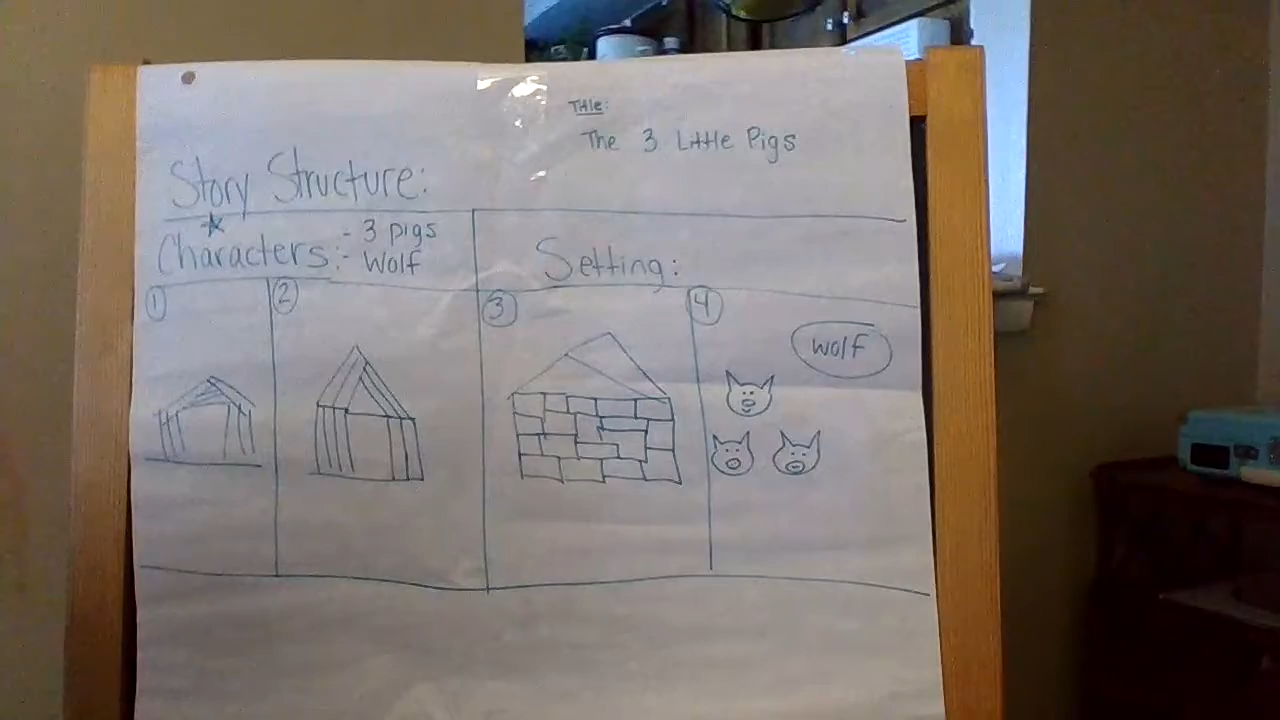 Title:
The 3 Little Pigs
Story Structure:
Characters: - 3 pigs
- Wolf
Setting:
1 2 3 4
wolf